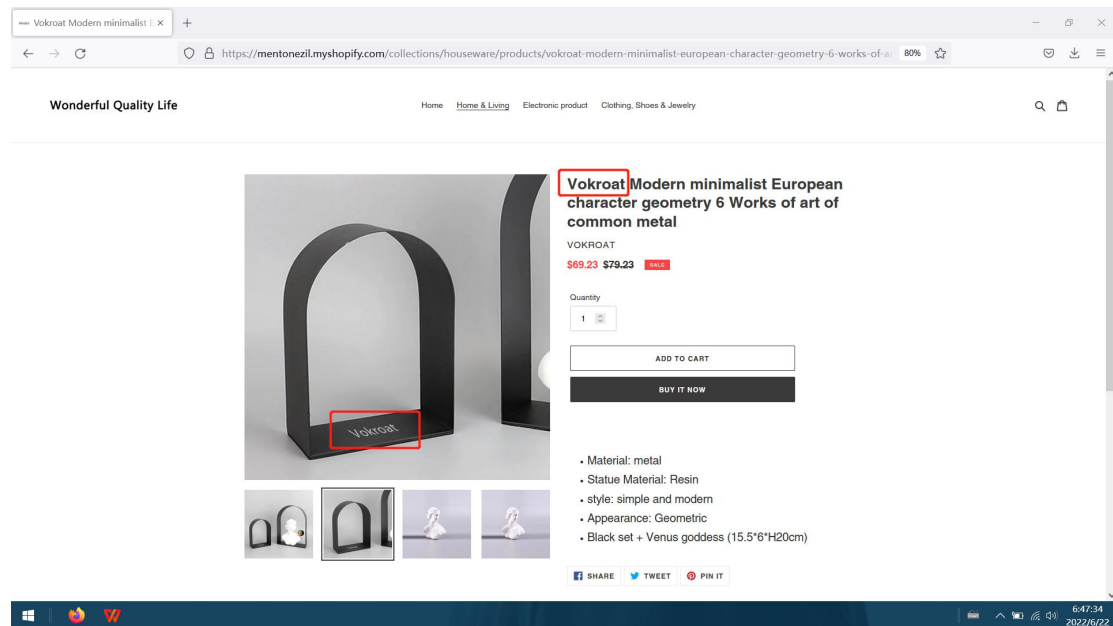 Vokroat Modern minimalist E
https://mentonezil.myshopify.com/collections/houseware/products/vokroat-modern-minimalist-european-character-geometry-6-works-of-ar
80%
Wonderful Quality Life
Home Home & Living Electronic product Clothing, Shoes & Jewelry
Vokroat Modern minimalist European
character geometry 6 Works of art of
common metal
VOKROAT
$69.23 $79.23 SALE
Quantity
1
ADD TO CART
BUY IT NOW
Vokroat
• Material: metal
• Statue Material: Resin
• style: simple and modern
• Appearance: Geometric
• Black set + Venus goddess (15.5*6*H20cm)
SHARE TWEET PIN IT
6:47:34
2022/6/22